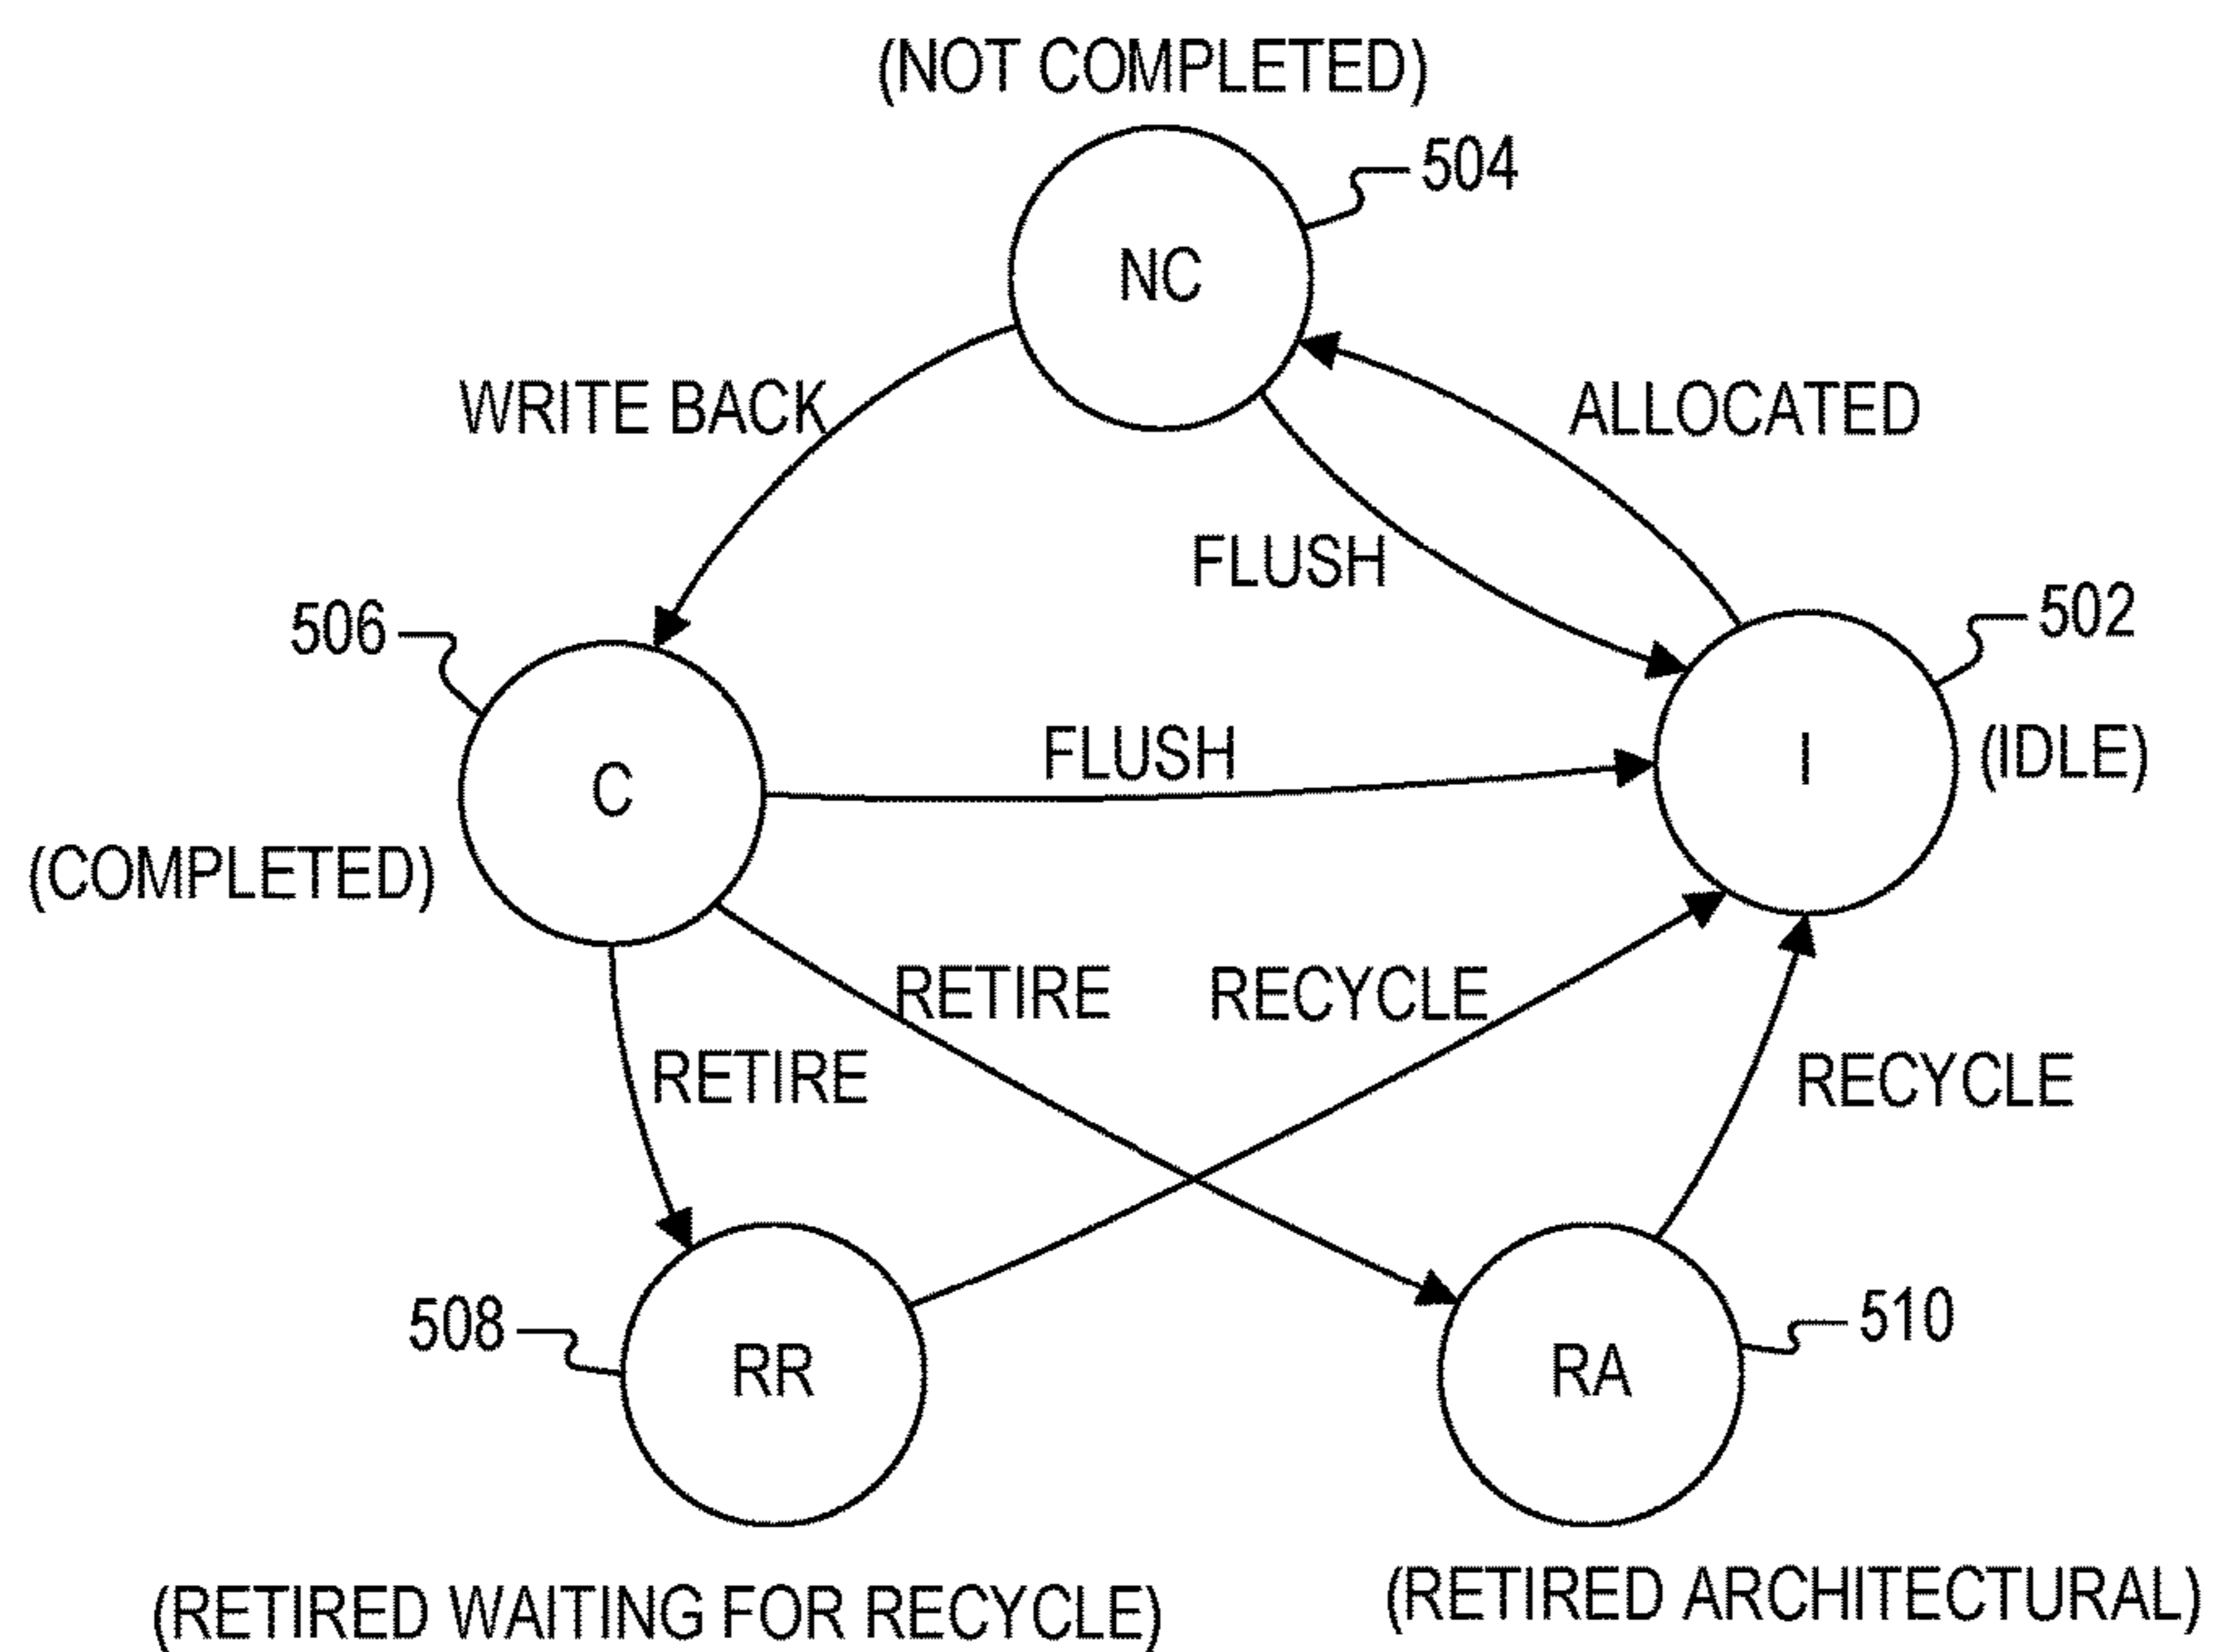 (NOT COMPLETED)
504
NC
WRITE BACK
ALLOCATED
FLUSH
506
502
FLUSH
I
(IDLE)
C
(COMPLETED)
RETIRE
RECYCLE
RETIRE
RECYCLE
508
510
RR
RA
(RETIRED WAITING FOR RECYCLE)
(RETIRED ARCHITECTURAL)